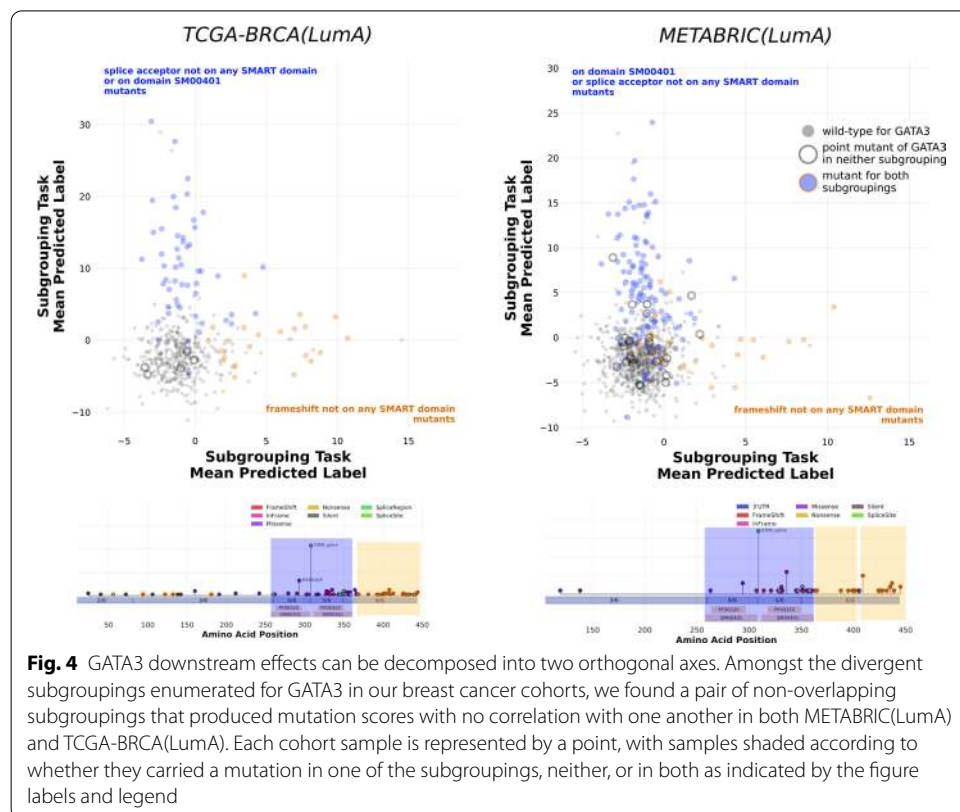 TCGA-BRCA(LumA)
METABRIC(LumA)
splice acceptor not on any SMART domain
or on domain SM00401
mutants
30
20
10
0
−10
−5
0
5
10
15
Subgrouping Task
Mean Predicted Label
Subgrouping Task
Mean Predicted Label
frameshift not on any SMART domain
mutants
on domain SM00401
or splice acceptor not on any SMART domain
mutants
30
25
20
15
10
5
0
−5
−10
−5
0
5
10
15
Subgrouping Task
Mean Predicted Label
Subgrouping Task
Mean Predicted Label
wild-type for GATA3
point mutant of GATA3
in neither subgrouping
mutant for both
subgroupings
frameshift not on any SMART domain
mutants
FrameShift
InFrame
Missense
Nonsense
Silent
SpliceRegion
SpliceSite
50
100
150
200
250
300
350
400
450
Amino Acid Position
3'UTR
FrameShift
InFrame
Missense
Nonsense
Silent
SpliceSite
100
150
200
250
300
350
400
450
Amino Acid Position
Fig. 4 GATA3 downstream effects can be decomposed into two orthogonal axes. Amongst the divergent
subgroupings enumerated for GATA3 in our breast cancer cohorts, we found a pair of non-overlapping
subgroupings that produced mutation scores with no correlation with one another in both METABRIC(LumA)
and TCGA-BRCA(LumA). Each cohort sample is represented by a point, with samples shaded according to
whether they carried a mutation in one of the subgroupings, neither, or in both as indicated by the figure
labels and legend